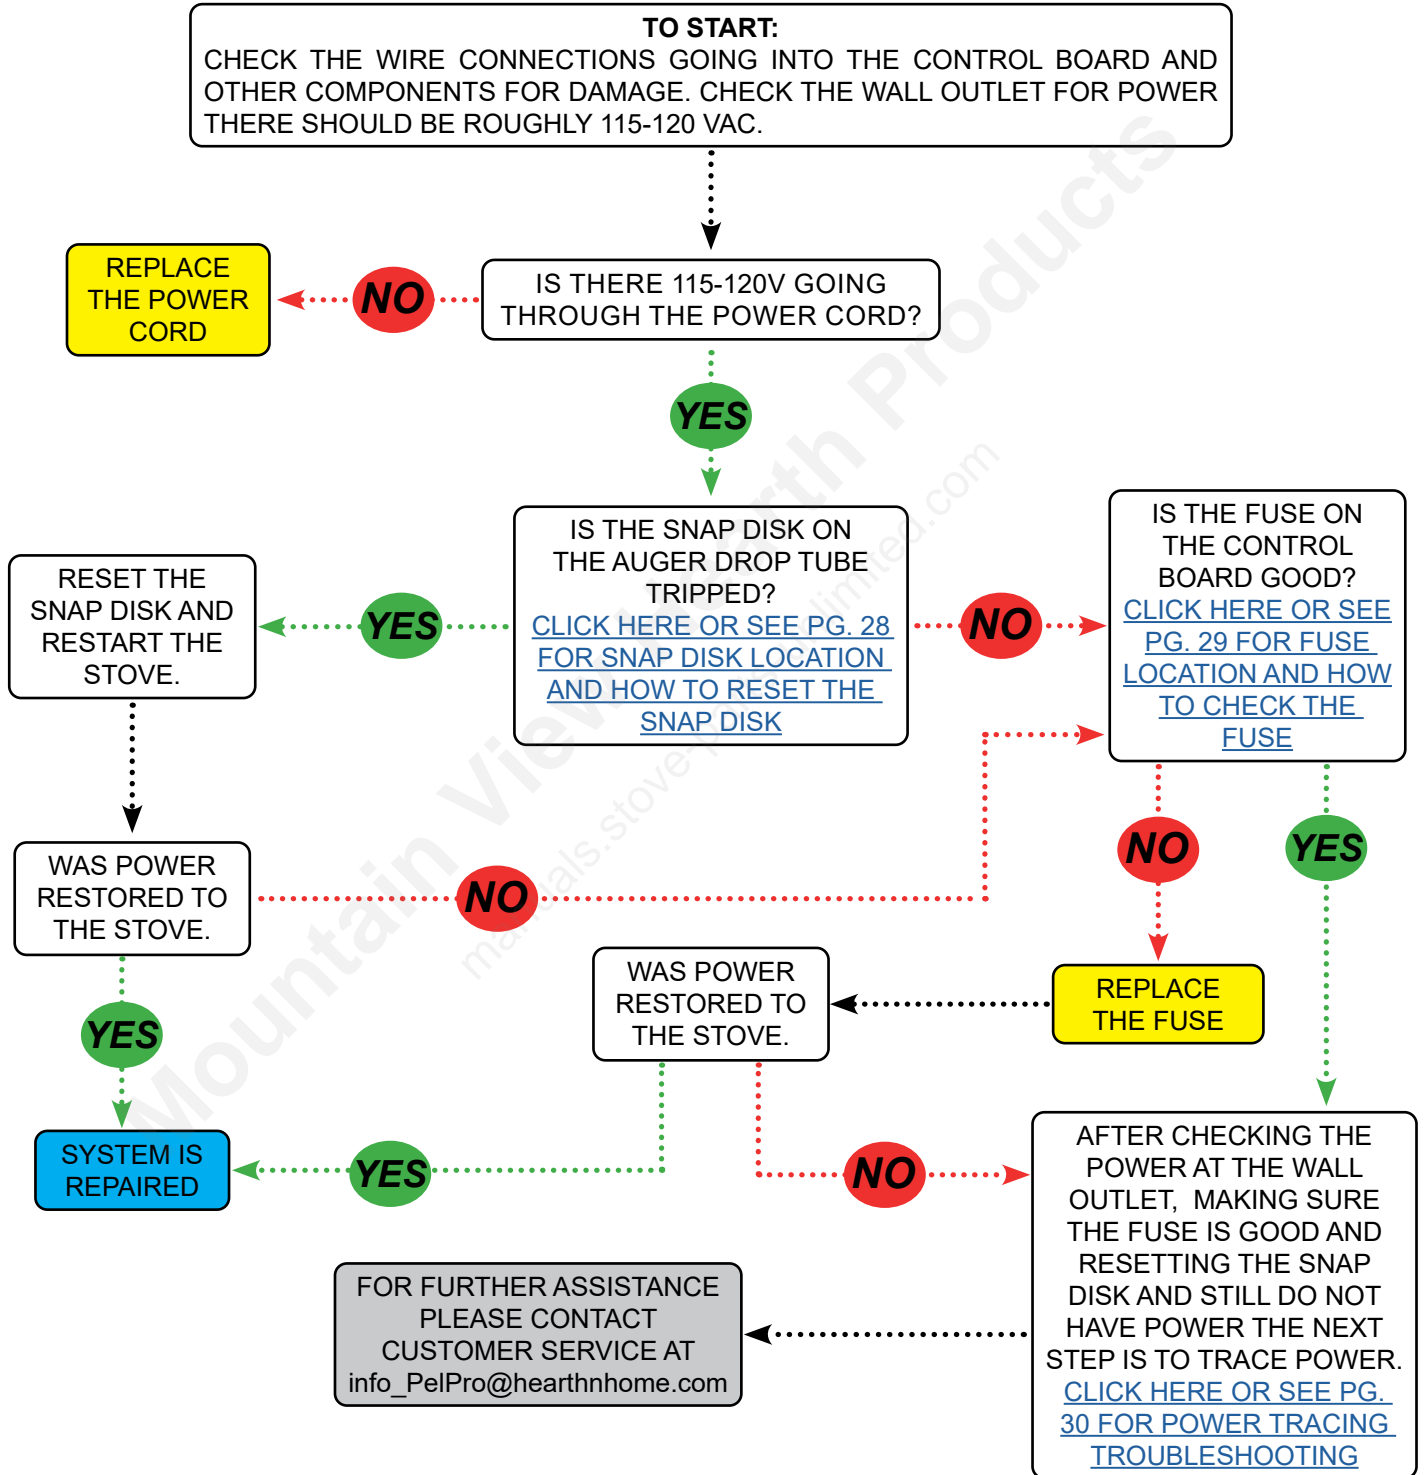 TO START:
CHECK THE WIRE CONNECTIONS GOING INTO THE CONTROL BOARD AND
OTHER COMPONENTS FOR DAMAGE. CHECK THE WALL OUTLET FOR POWER
THERE SHOULD BE ROUGHLY 115-120 VAC.
REPLACE
THE POWER
CORD
NO
IS THERE 115-120V GOING
THROUGH THE POWER CORD?
YES
IS THE SNAP DISK ON
THE AUGER DROP TUBE
TRIPPED?
CLICK HERE OR SEE PG. 28
FOR SNAP DISK LOCATION
AND HOW TO RESET THE
SNAP DISK
YES
RESET THE
SNAP DISK AND
RESTART THE
STOVE.
NO
IS THE FUSE ON
THE CONTROL
BOARD GOOD?
CLICK HERE OR SEE
PG. 29 FOR FUSE
LOCATION AND HOW
TO CHECK THE
FUSE
WAS POWER
RESTORED TO
THE STOVE.
NO
NO
YES
YES
WAS POWER
RESTORED TO
THE STOVE.
REPLACE
THE FUSE
SYSTEM IS
REPAIRED
YES
NO
AFTER CHECKING THE
POWER AT THE WALL
OUTLET, MAKING SURE
THE FUSE IS GOOD AND
RESETTING THE SNAP
DISK AND STILL DO NOT
HAVE POWER THE NEXT
STEP IS TO TRACE POWER.
CLICK HERE OR SEE PG.
30 FOR POWER TRACING
TROUBLESHOOTING
FOR FURTHER ASSISTANCE
PLEASE CONTACT
CUSTOMER SERVICE AT
info_PelPro@hearthnhome.com
Mountain View Hearth Products